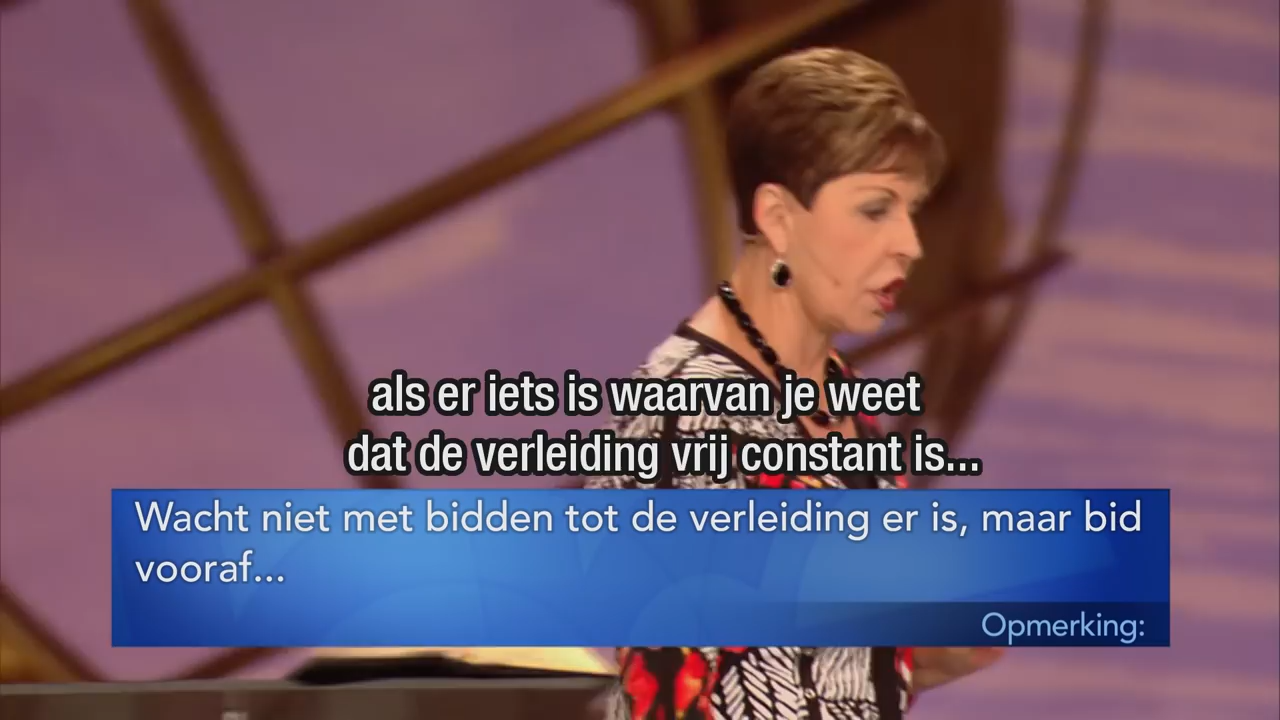 als er iets is waarvan je weet
dat de verleiding vrij constant is...
Wacht niet met bidden tot de verleiding er is, maar bid
vooraf...
Opmerking: